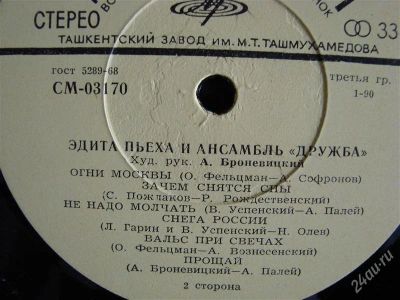 СТЕРЕО
33
ТАШКЕНТСКИЙ ЗАВОД ИМ. М.Т. ТАШМУХАМЕДОВА
гост 5289-68
СМ-03170
третья гр.
1-90
ЭДИТА ПЬЕХА И АНСАМБЛЬ «ДРУЖБА»
Худ. рук. А. Броневицкий
ОГНИ МОСКВЫ (О. Фельцман—А. Софронов)
ЗАЧЕМ СНЯТСЯ СНЫ
(С. Пожлаков—Р. Рождественский)
НЕ НАДО МОЛЧАТЬ (В. Успенский—А. Палей)
СНЕГА РОССИИ
(Л. Гарин и В. Успенский—Н. Олев)
ВАЛЬС ПРИ СВЕЧАХ
(О. Фельцман—А. Вознесенский)
ПРОЩАЙ
(А. Броневицкий—А. Палей)
2 сторона
24au.ru